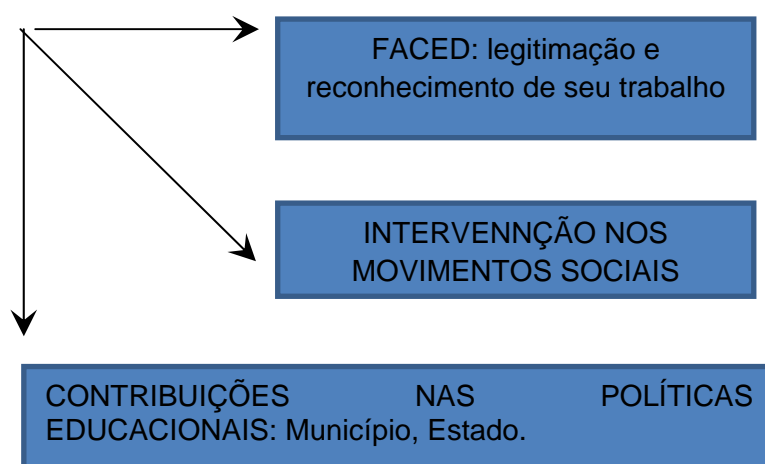 FACED: legitimação e
reconhecimento de seu trabalho
INTERVENNÇÃO NOS
MOVIMENTOS SOCIAIS
CONTRIBUIÇÕES NAS POLÍTICAS
EDUCACIONAIS: Município, Estado.